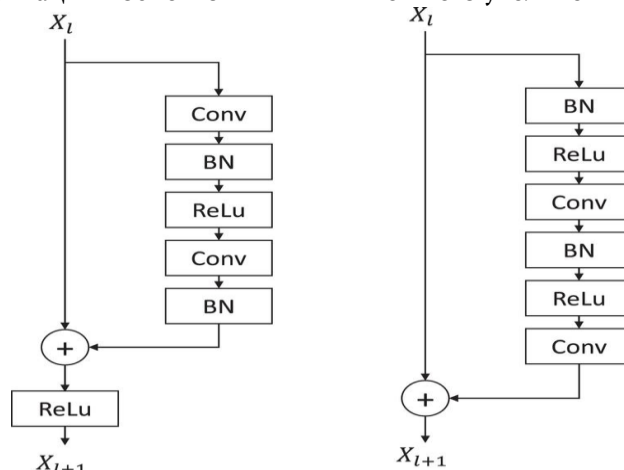 X_l
Conv
BN
ReLu
Conv
BN
+
ReLu
X_{l+1}
X_l
BN
ReLu
Conv
BN
ReLu
Conv
+
X_{l+1}